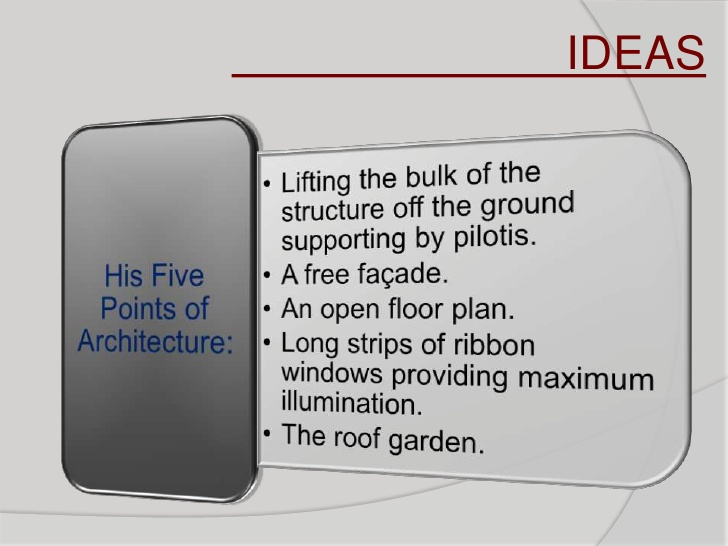 IDEAS
His Five
Points of
Architecture:
• Lifting the bulk of the
structure off the ground
supporting by pilotis.
• A free façade.
• An open floor plan.
• Long strips of ribbon
windows providing maximum
illumination.
• The roof garden.